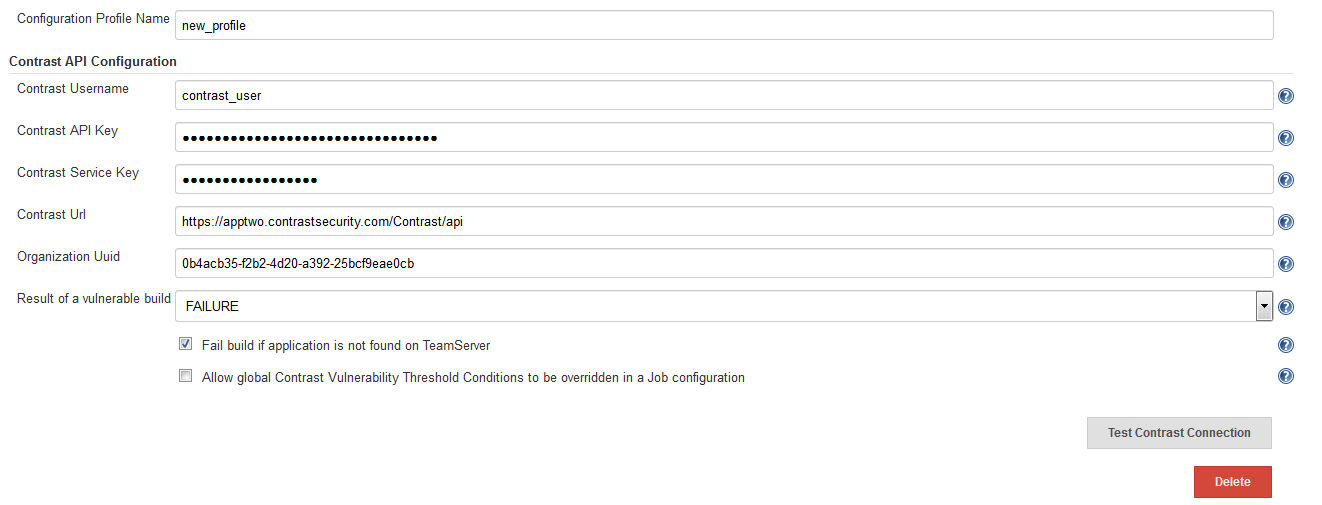 Configuration Profile Name new_profile
Contrast API Configuration
Contrast Username contrast_user
Contrast API Key ••••••••••••••••••••••••••••••••
Contrast Service Key •••••••••••••••••
Contrast Url https://apptwo.contrastsecurity.com/Contrast/api
Organization Uuid 0b4acb35-f2b2-4d20-a392-25bcf9eae0cb
Result of a vulnerable build FAILURE
Fail build if application is not found on TeamServer
Allow global Contrast Vulnerability Threshold Conditions to be overridden in a Job configuration
Test Contrast Connection
Delete